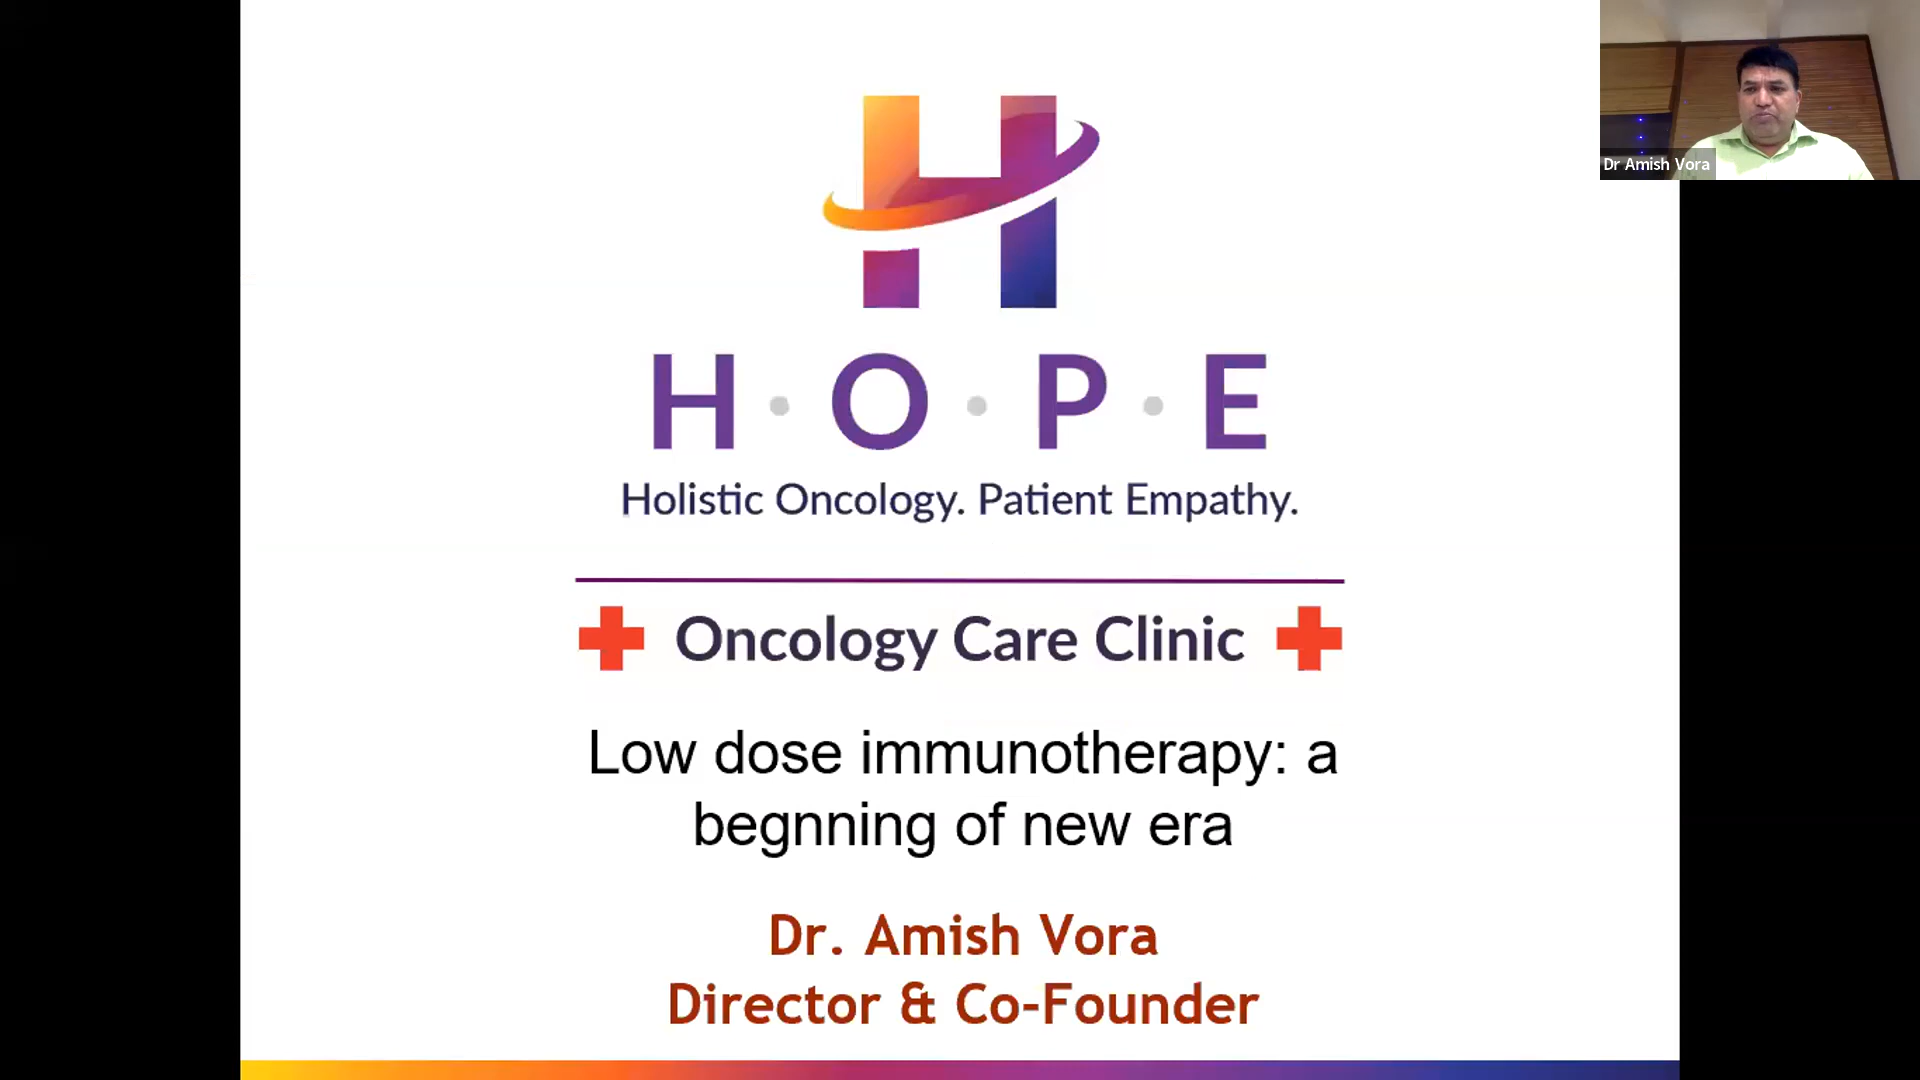 Dr Amish Vora
H
H · O · P · E
Holistic Oncology. Patient Empathy.
Oncology Care Clinic
Low dose immunotherapy: a
begnning of new era
Dr. Amish Vora
Director & Co-Founder